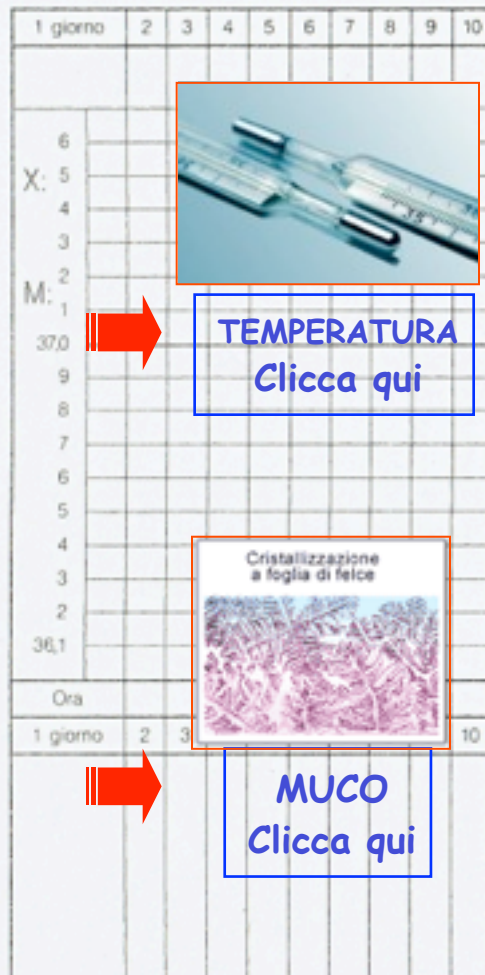 1 giorno 2 3 4 5 6 7 8 9 10
6
X: 5
4
3
M: 2
1
37,0
TEMPERATURA
9
Clicca qui
8
7
6
5
4
Cristallizzazione
a foglia di felce
3
2
36,1
Ora
1 giorno 2 3 10
MUCO
Clicca qui